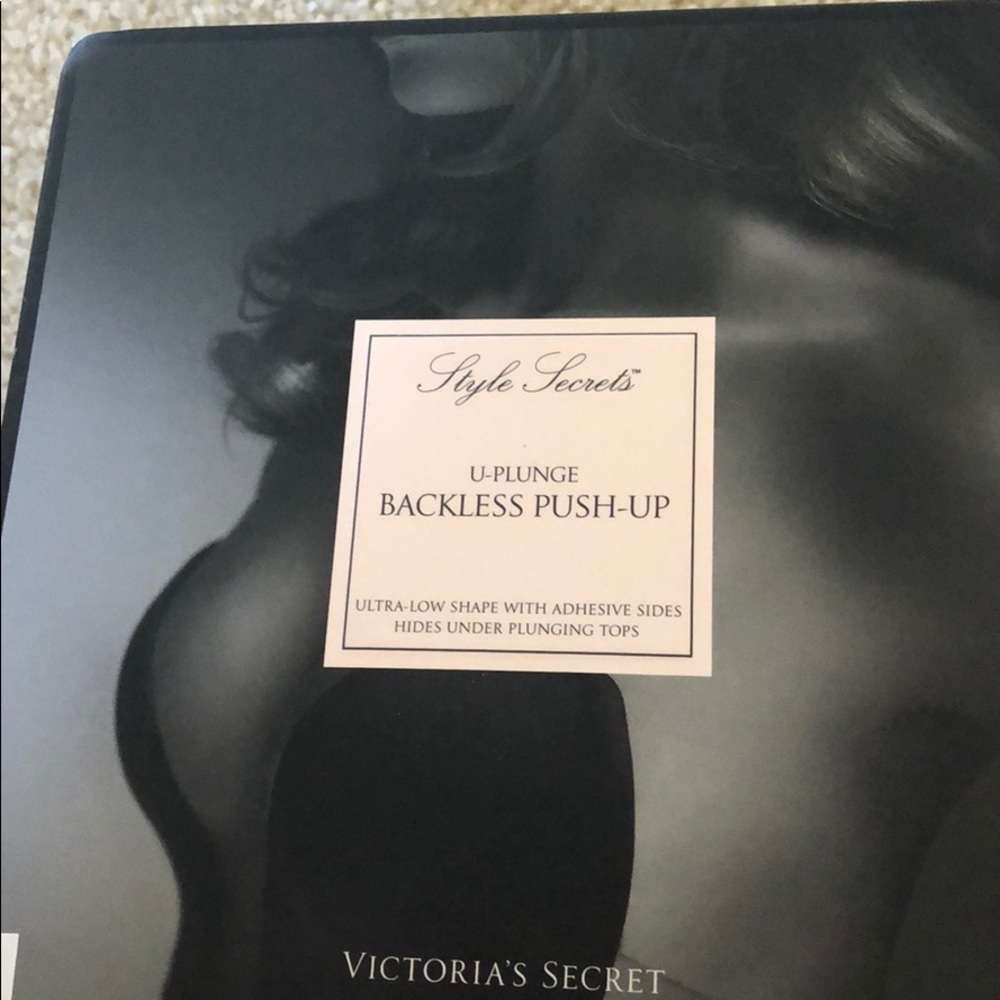 Style Secrets™
U-PLUNGE
BACKLESS PUSH-UP
ULTRA-LOW SHAPE WITH ADHESIVE SIDES
HIDES UNDER PLUNGING TOPS
VICTORIA'S SECRET